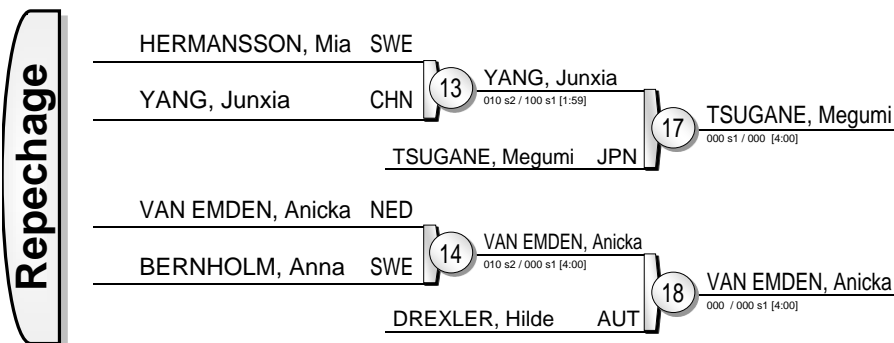 Repechage
HERMANSSON, Mia SWE
YANG, Junxia CHN
13
YANG, Junxia
010 s2 / 100 s1 [1:59]
TSUGANE, Megumi JPN
17
TSUGANE, Megumi
000 s1 / 000 [4:00]
VAN EMDEN, Anicka NED
BERNHOLM, Anna SWE
14
VAN EMDEN, Anicka
010 s2 / 000 s1 [4:00]
DREXLER, Hilde AUT
18
VAN EMDEN, Anicka
000 / 000 s1 [4:00]